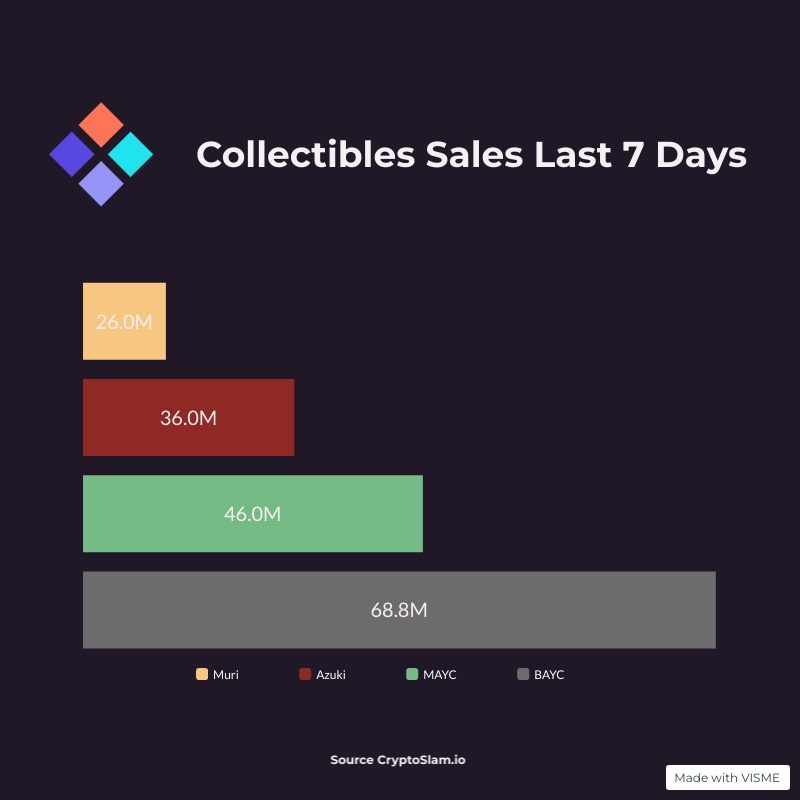 Collectibles Sales Last 7 Days
26.0M
36.0M
46.0M
68.8M
Muri Azuki MAYC BAYC
Source CryptoSlam.io
Made with VISME